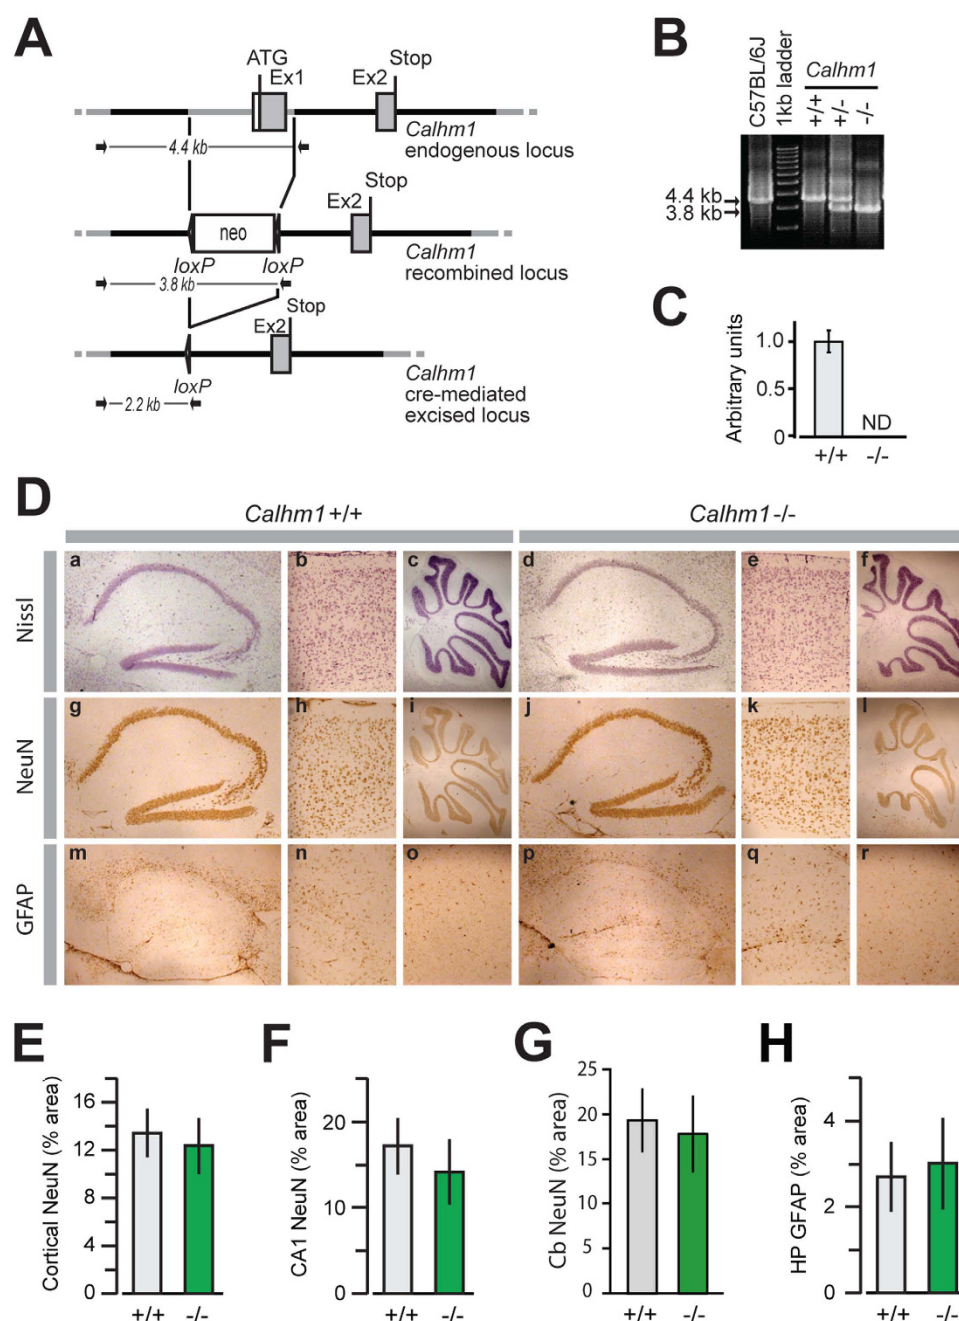 A
ATG
Ex1
Ex2
Stop
4.4 kb
Calhm1
endogenous locus
neo
Ex2
Stop
loxP
loxP
3.8 kb
Calhm1
recombined locus
Ex2
Stop
loxP
2.2 kb
Calhm1
cre-mediated
excised locus
B
C57BL/6J
1kb ladder
Calhm1
+/+
+/-
-/-
4.4 kb
3.8 kb
C
Arbitrary units
1.0
0.5
0
ND
+/+ -/-
D
Calhm1 +/+ Calhm1 -/-
Nissl
a b c d e f
NeuN
g h i j k l
GFAP
m n o p q r
E
Cortical NeuN (% area)
16
12
8
4
0
+/+ -/-
F
CA1 NeuN (% area)
20
10
0
+/+ -/-
G
Cb NeuN (% area)
25
20
15
10
5
0
+/+ -/-
H
HP GFAP (% area)
4
2
0
+/+ -/-